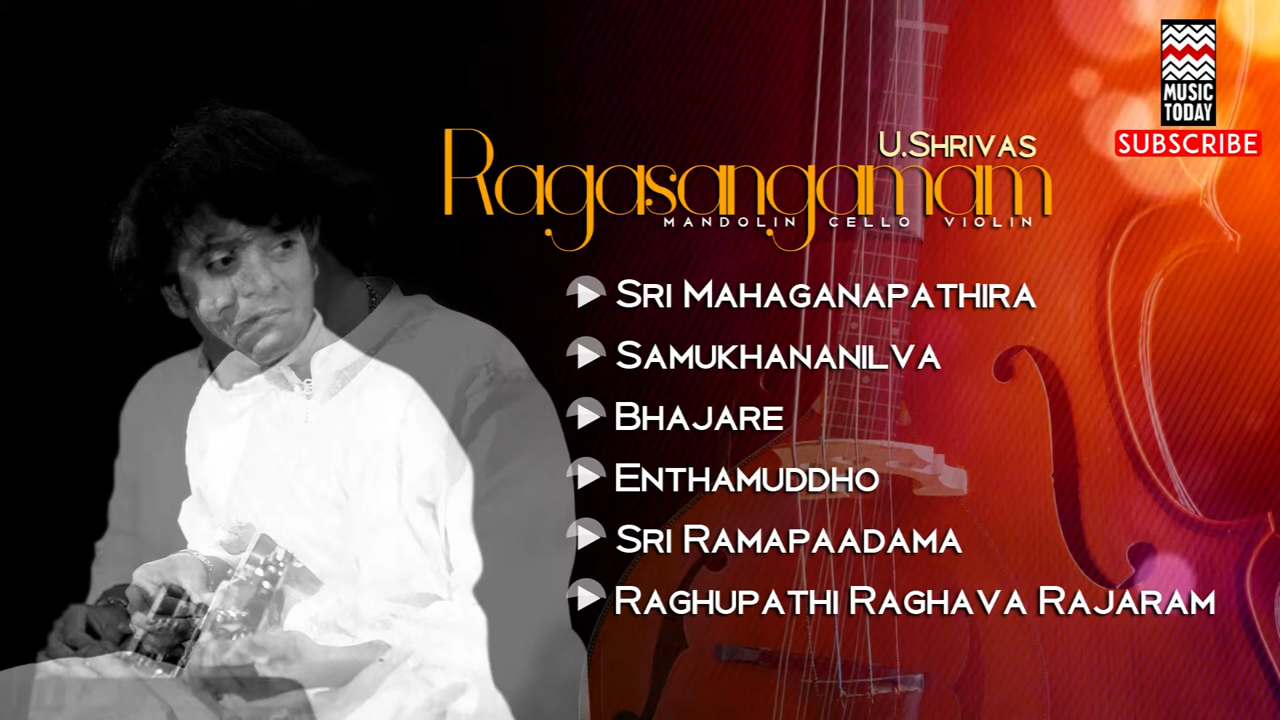 MUSIC
TODAY
SUBSCRIBE
U.SHRIVAS
Ragasangamam
MANDOLIN CELLO VIOLIN
SRI MAHAGANAPATHIRA
SAMUKHANANILVA
BHAJARE
ENTHAMUDDHO
SRI RAMAPAADAMA
RAGHUPATHI RAGHAVA RAJARAM